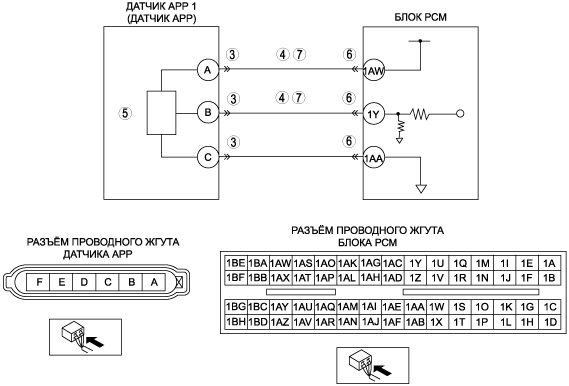 ДАТЧИК APP 1
(ДАТЧИК APP)
БЛОК PCM
A 3 4 7 6 1AW
5 B 3 4 7 6 1Y
C 3 6 1AA
РАЗЪЁМ ПРОВОДНОГО ЖГУТА
ДАТЧИКА APP
F E D C B A
РАЗЪЁМ ПРОВОДНОГО ЖГУТА
БЛОКА PCM
1BE 1BA 1AW 1AS 1AO 1AK 1AG 1AC 1Y 1U 1Q 1M 1I 1E 1A
1BF 1BB 1AX 1AT 1AP 1AL 1AH 1AD 1Z 1V 1R 1N 1J 1F 1B
1BG 1BC 1AY 1AU 1AQ 1AM 1AI 1AE 1AA 1W 1S 1O 1K 1G 1C
1BH 1BD 1AZ 1AV 1AR 1AN 1AJ 1AF 1AB 1X 1T 1P 1L 1H 1D